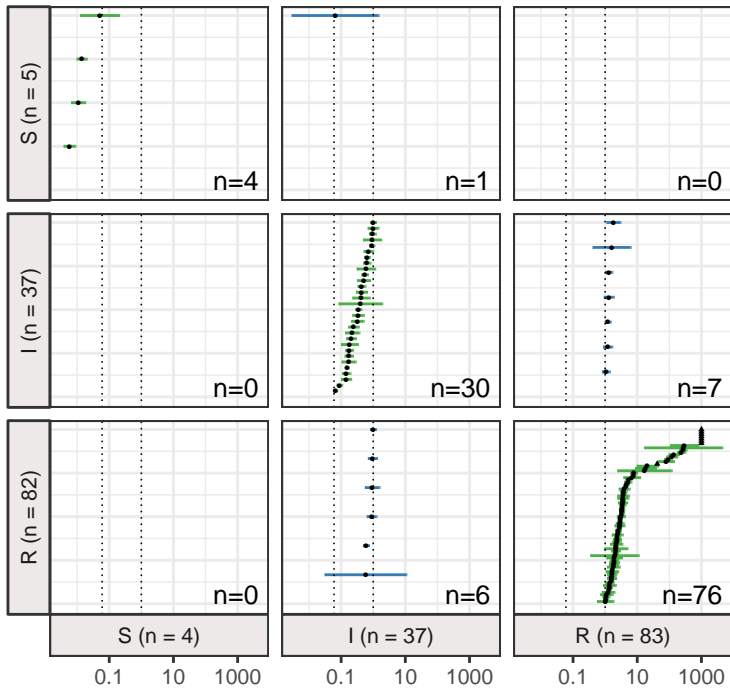 S (n = 5)
n=4
n=1
n=0
I (n = 37)
n=0
n=30
n=7
R (n = 82)
n=0
n=6
n=76
S (n = 4)
I (n = 37)
R (n = 83)
0.1 10 1000
0.1 10 1000
0.1 10 1000